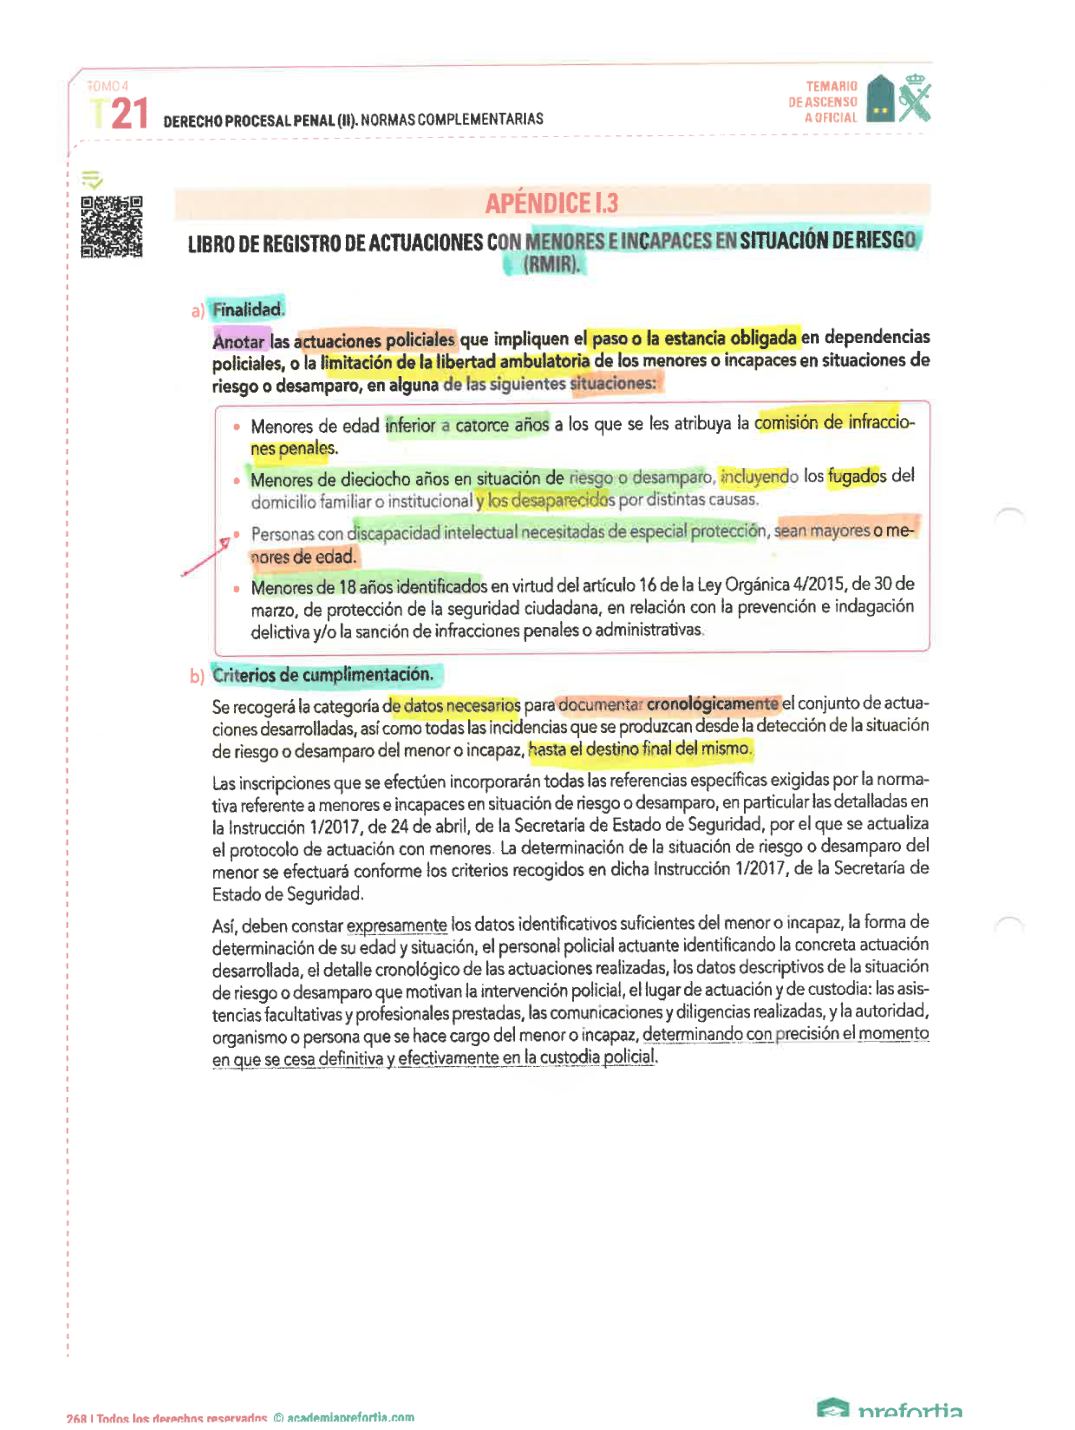 TOMO 4
T21 DERECHO PROCESAL PENAL (II). NORMAS COMPLEMENTARIAS
TEMARIO
DE ASCENSO
A OFICIAL
APÉNDICE I.3
LIBRO DE REGISTRO DE ACTUACIONES CON MENORES E INCAPACES EN SITUACIÓN DE RIESGO
(RMIR).
a) Finalidad.
Anotar las actuaciones policiales que impliquen el paso o la estancia obligada en dependencias
policiales, o la limitación de la libertad ambulatoria de los menores o incapaces en situaciones de
riesgo o desamparo, en alguna de las siguientes situaciones:
• Menores de edad inferior a catorce años a los que se les atribuya la comisión de infraccio-
nes penales.
• Menores de dieciocho años en situación de riesgo o desamparo, incluyendo los fugados del
domicilio familiar o institucional y los desaparecidos por distintas causas.
• Personas con discapacidad intelectual necesitadas de especial protección, sean mayores o me-
nores de edad.
• Menores de 18 años identificados en virtud del artículo 16 de la Ley Orgánica 4/2015, de 30 de
marzo, de protección de la seguridad ciudadana, en relación con la prevención e indagación
delictiva y/o la sanción de infracciones penales o administrativas.
b) Criterios de cumplimentación.
Se recogerá la categoría de datos necesarios para documentar cronológicamente el conjunto de actua-
ciones desarrolladas, así como todas las incidencias que se produzcan desde la detección de la situación
de riesgo o desamparo del menor o incapaz, hasta el destino final del mismo.
Las inscripciones que se efectúen incorporarán todas las referencias específicas exigidas por la norma-
tiva referente a menores e incapaces en situación de riesgo o desamparo, en particular las detalladas en
la Instrucción 1/2017, de 24 de abril, de la Secretaría de Estado de Seguridad, por el que se actualiza
el protocolo de actuación con menores. La determinación de la situación de riesgo o desamparo del
menor se efectuará conforme los criterios recogidos en dicha Instrucción 1/2017, de la Secretaría de
Estado de Seguridad.
Así, deben constar expresamente los datos identificativos suficientes del menor o incapaz, la forma de
determinación de su edad y situación, el personal policial actuante identificando la concreta actuación
desarrollada, el detalle cronológico de las actuaciones realizadas, los datos descriptivos de la situación
de riesgo o desamparo que motivan la intervención policial, el lugar de actuación y de custodia: las asis-
tencias facultativas y profesionales prestadas, las comunicaciones y diligencias realizadas, y la autoridad,
organismo o persona que se hace cargo del menor o incapaz, determinando con precisión el momento
en que se cesa definitiva y efectivamente en la custodia policial.
268 | Todos los derechos reservados © academiaprefortia.com
prefortia